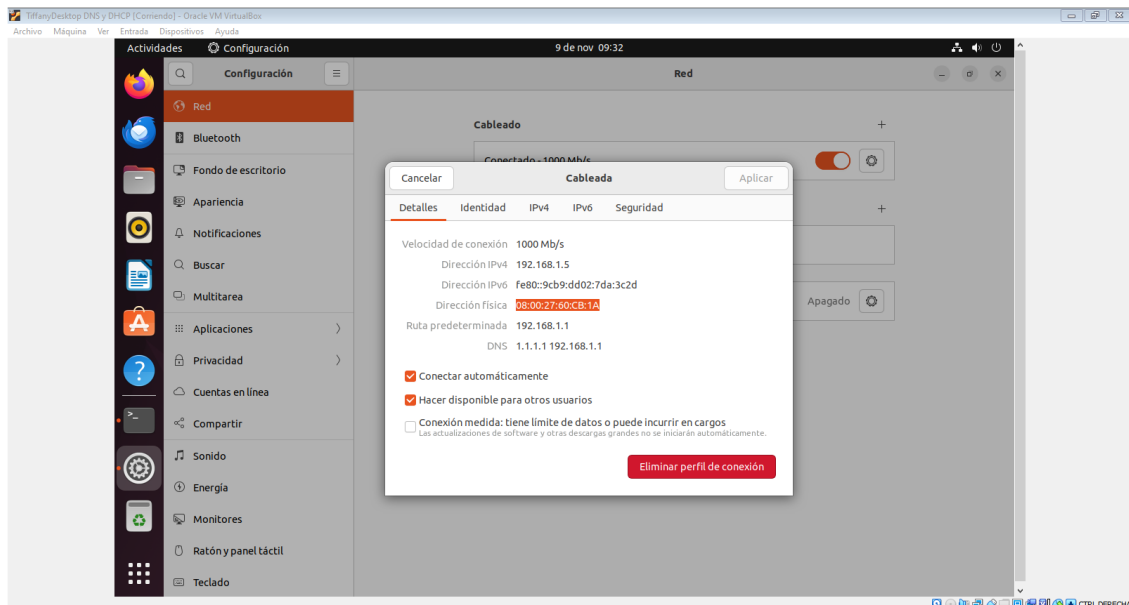 TiffanyDesktop DNS y DHCP [Corriendo] - Oracle VM VirtualBox
Archivo Máquina Ver Entrada Dispositivos Ayuda
Actividades Configuración 9 de nov 09:32
Configuración Red
Red
Bluetooth
Fondo de escritorio
Apariencia
Notificaciones
Buscar
Multitarea
Aplicaciones
Privacidad
Cuentas en línea
Compartir
Sonido
Energía
Monitores
Ratón y panel táctil
Teclado
Cableado
Conectado - 1000 Mb/s
Apagado
Cancelar Cableada Aplicar
Detalles Identidad IPv4 IPv6 Seguridad
Velocidad de conexión 1000 Mb/s
Dirección IPv4 192.168.1.5
Dirección IPv6 fe80::9cb9:dd02:7da:3c2d
Dirección física 08:00:27:60:CB:1A
Ruta predeterminada 192.168.1.1
DNS 1.1.1.1 192.168.1.1
Conectar automáticamente
Hacer disponible para otros usuarios
Conexión medida: tiene límite de datos o puede incurrir en cargos
Las actualizaciones de software y otras descargas grandes no se iniciarán automáticamente.
Eliminar perfil de conexión
CTRL DERECHA